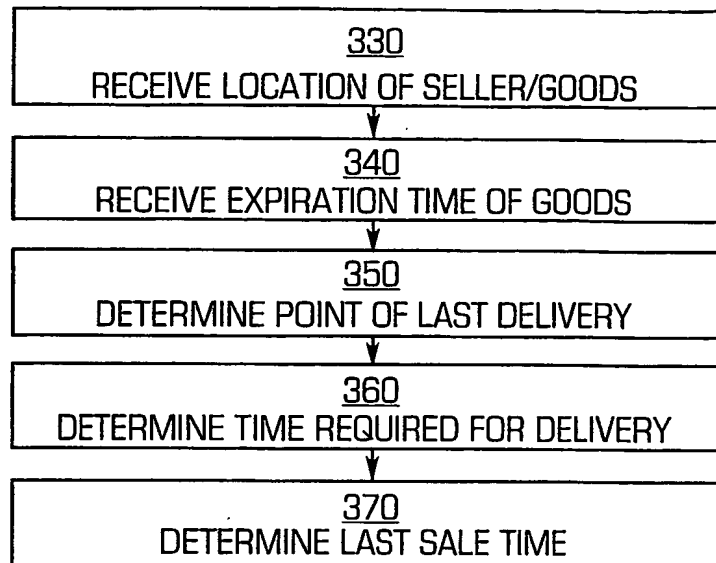 330
RECEIVE LOCATION OF SELLER/GOODS
340
RECEIVE EXPIRATION TIME OF GOODS
350
DETERMINE POINT OF LAST DELIVERY
360
DETERMINE TIME REQUIRED FOR DELIVERY
370
DETERMINE LAST SALE TIME